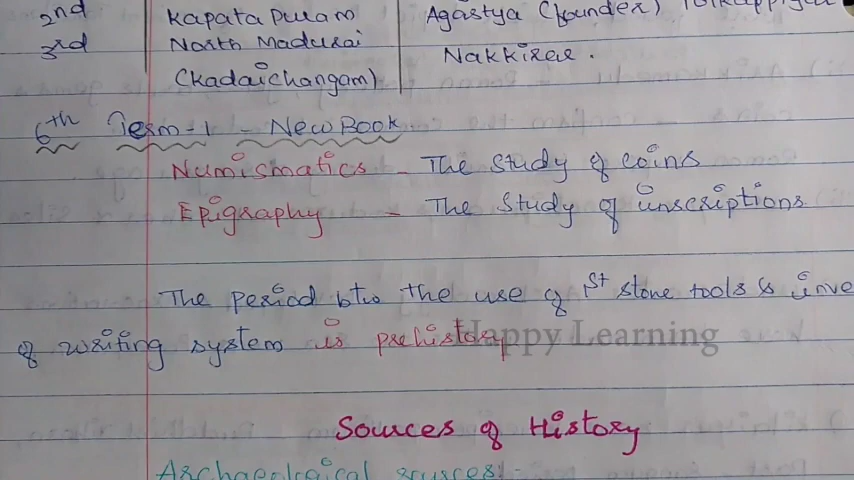 2nd Kapata Puram Agastya (founder)
3rd North Madurai Nakkirar.
(Kadaichangam)
6th Term-1 - New Book
Numismatics - The study of coins
Epigraphy - The study of inscriptions
The period btw the use of 1st stone tools & inve
of writing system is prehistory
Happy Learning
Sources of History
Archaeological sources:-